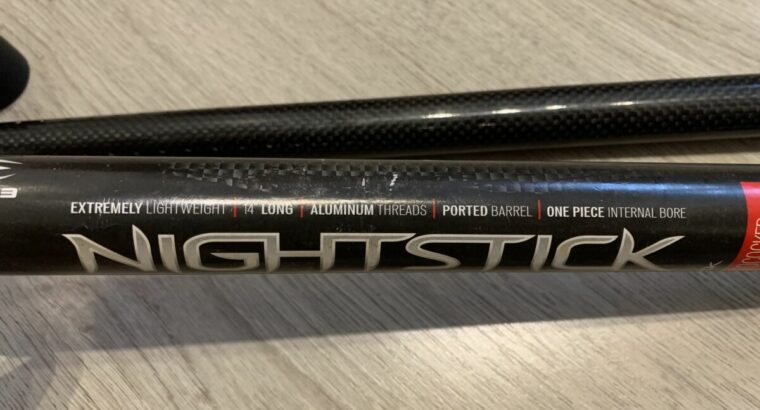 EXTREMELY LIGHTWEIGHT | 14" LONG | ALUMINUM THREADS | PORTED BARREL | ONE PIECE INTERNAL BORE
NIGHTSTICK